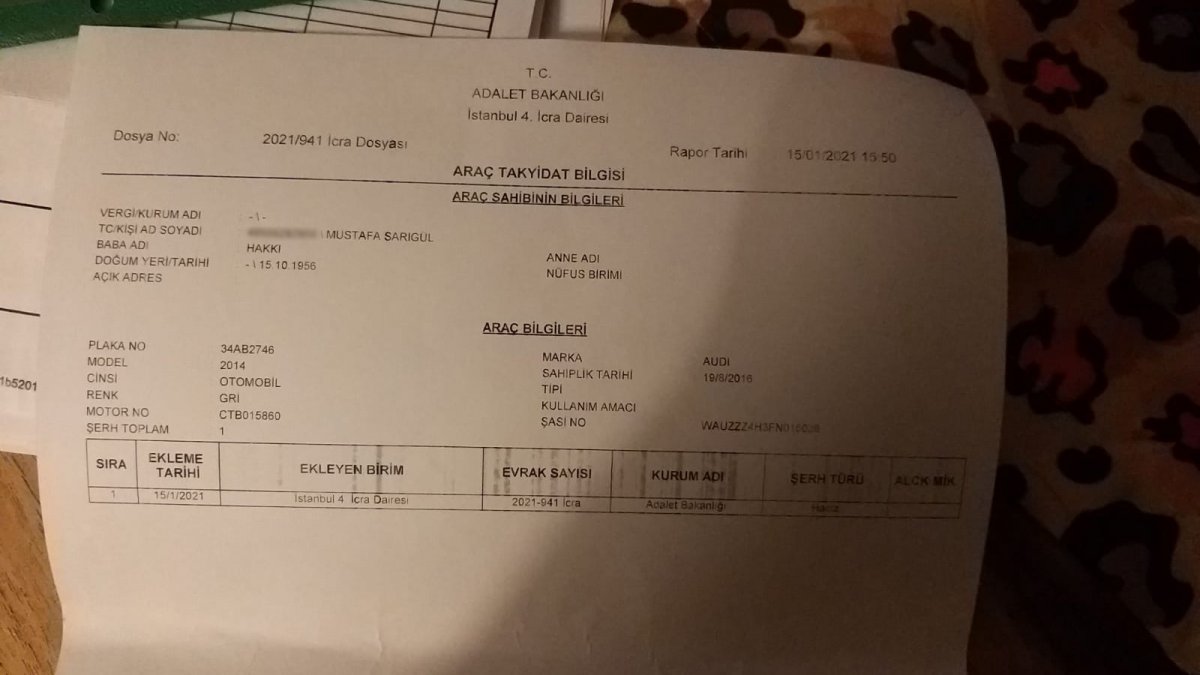 T.C.
ADALET BAKANLIĞI
İstanbul 4. İcra Dairesi
Dosya No: 2021/941 İcra Dosyası Rapor Tarihi 15/01/2021 15:50
ARAÇ TAKYİDAT BİLGİSİ
ARAÇ SAHİBİNİN BİLGİLERİ
VERGİ/KURUM ADI : - \ -
TC/KİŞİ AD SOYADI \ MUSTAFA SARIGÜL
BABA ADI HAKKI ANNE ADI
DOĞUM YERİ/TARİHİ : - \ 15.10.1956 NÜFUS BİRİMİ
AÇIK ADRES
ARAÇ BİLGİLERİ
PLAKA NO 34AB2746 MARKA AUDI
MODEL 2014 SAHİPLİK TARİHİ 19/8/2016
CİNSİ OTOMOBİL TİPİ
RENK GRİ KULLANIM AMACI
MOTOR NO CTB015860 ŞASİ NO
ŞERH TOPLAM 1
SIRA EKLEME TARİHİ EKLEYEN BİRİM EVRAK SAYISI KURUM ADI ŞERH TÜRÜ ALCK MİK
1 15/1/2021 İstanbul 4. İcra Dairesi 2021-941 İcra Adalet Bakanlığı Haciz
1b5201